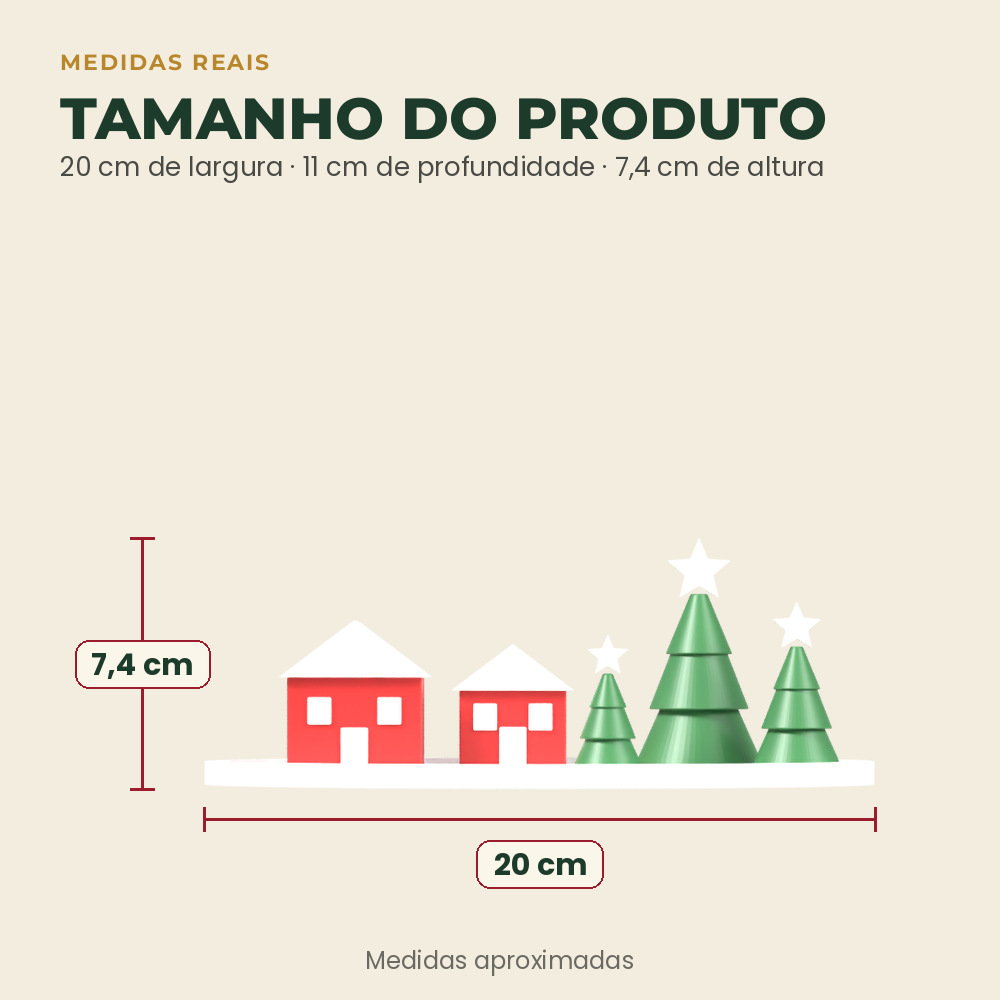 MEDIDAS REAIS
TAMANHO DO PRODUTO
20 cm de largura · 11 cm de profundidade · 7,4 cm de altura
7,4 cm
20 cm
Medidas aproximadas